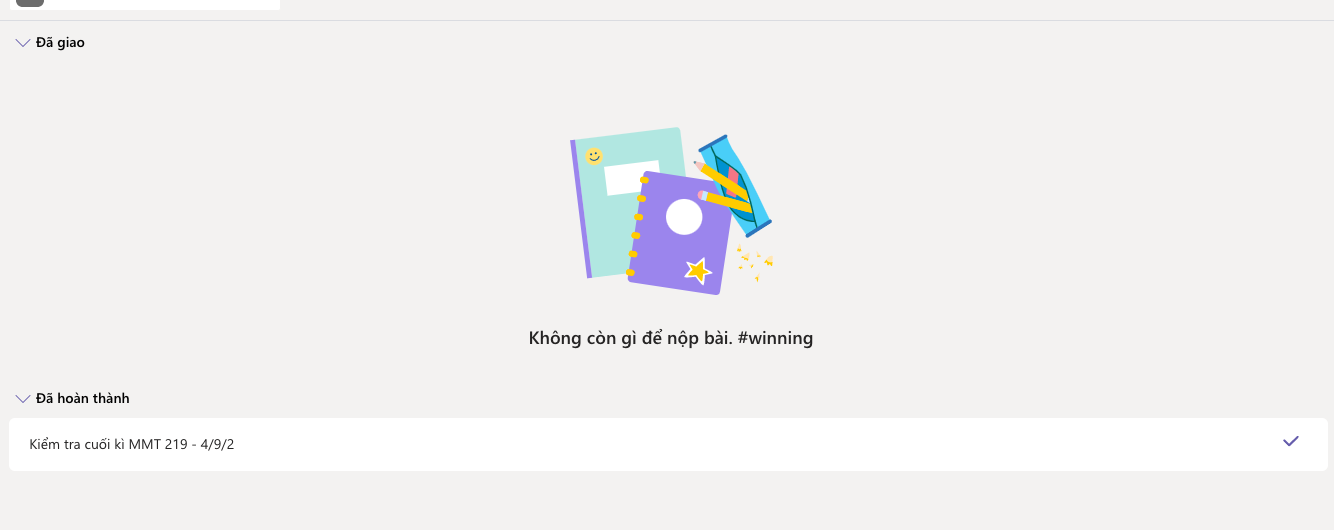 Đã giao
Không còn gì để nộp bài. #winning
Đã hoàn thành
Kiểm tra cuối kì MMT 219 - 4/9/2